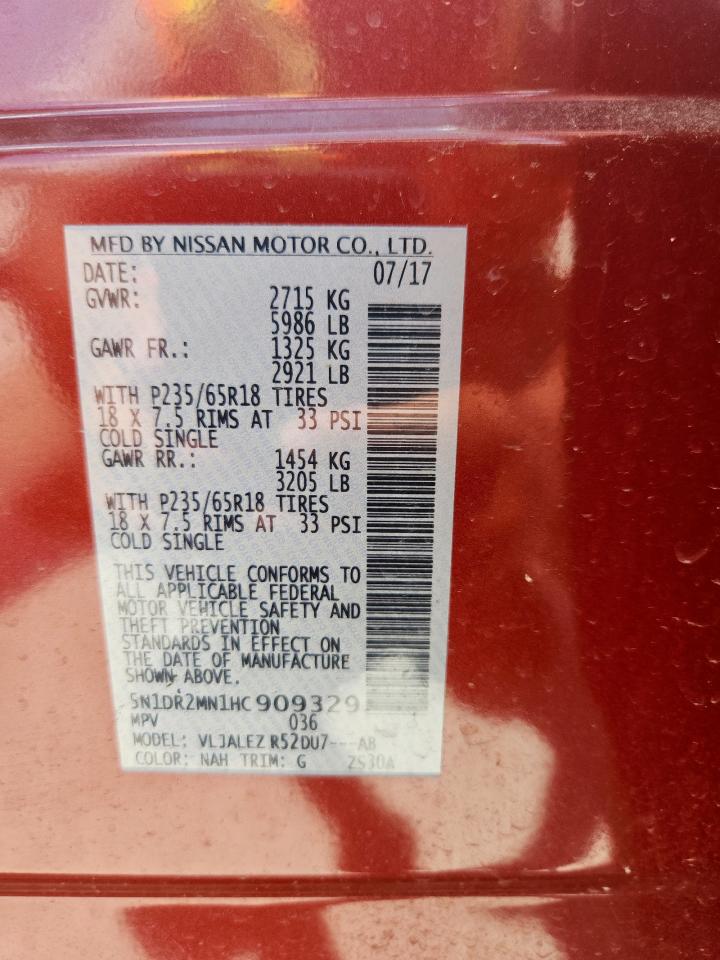 MFD BY NISSAN MOTOR CO., LTD.
DATE: 07/17
GVWR: 2715 KG
5986 LB
GAWR FR.: 1325 KG
2921 LB
WITH P235/65R18 TIRES
18 X 7.5 RIMS AT 33 PSI
COLD SINGLE
GAWR RR.: 1454 KG
3205 LB
WITH P235/65R18 TIRES
18 X 7.5 RIMS AT 33 PSI
COLD SINGLE
THIS VEHICLE CONFORMS TO
ALL APPLICABLE FEDERAL
MOTOR VEHICLE SAFETY AND
THEFT PREVENTION
STANDARDS IN EFFECT ON
THE DATE OF MANUFACTURE
SHOWN ABOVE.
5N1DR2MN1HC909329
MPV 036
MODEL: VLJALEZ R52DU7---AB
COLOR: NAH TRIM: G 2S30A